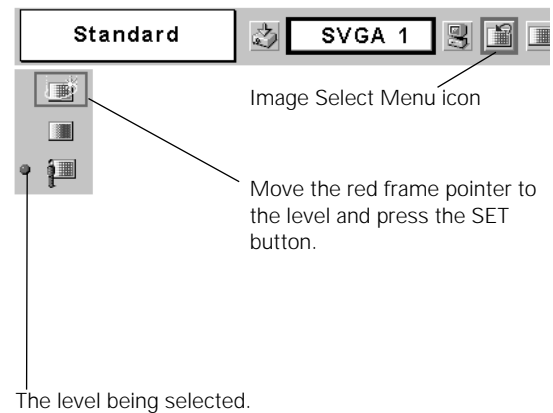 Standard
SVGA 1
Image Select Menu icon
Move the red frame pointer to
the level and press the SET
button.
The level being selected.